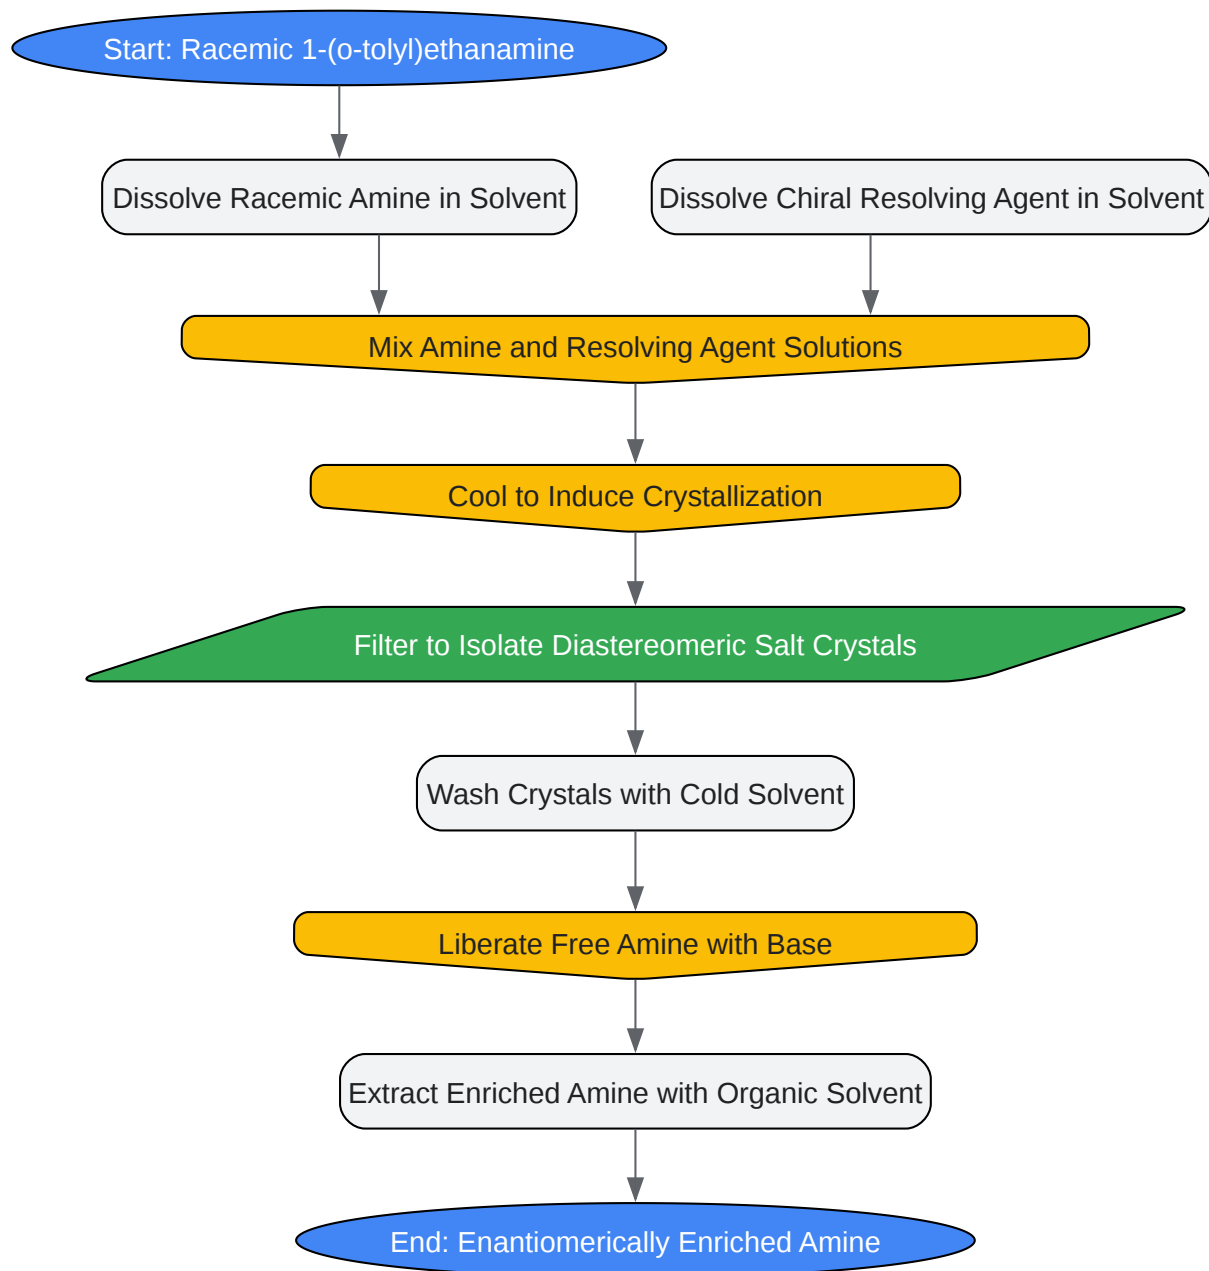 Start: Racemic 1-(o-tolyl)ethanamine
Dissolve Racemic Amine in Solvent
Dissolve Chiral Resolving Agent in Solvent
Mix Amine and Resolving Agent Solutions
Cool to Induce Crystallization
Filter to Isolate Diastereomeric Salt Crystals
Wash Crystals with Cold Solvent
Liberate Free Amine with Base
Extract Enriched Amine with Organic Solvent
End: Enantiomerically Enriched Amine